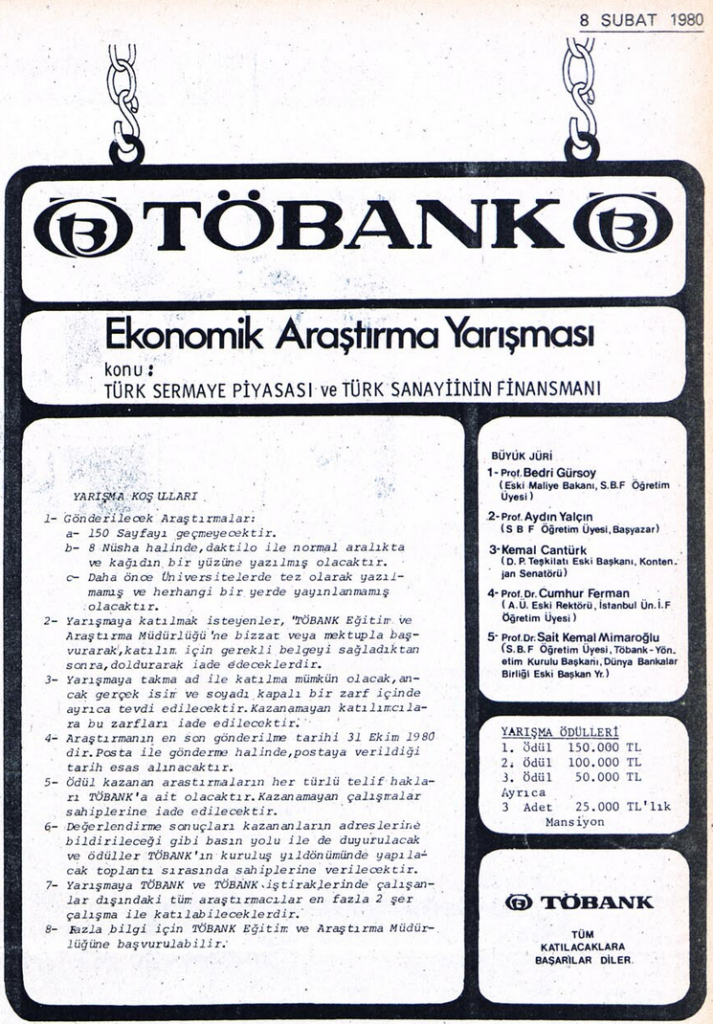 8 SUBAT 1980
TÖBANK
Ekonomik Araştırma Yarışması
konu:
TÜRK SERMAYE PİYASASI ve TÜRK SANAYİİNİN FİNANSMANI
YARIŞMA KOŞULLARI
1- Gönderilecek Araştırmalar:
a- 150 Sayfayı geçmeyecektir.
b- 8 Nüsha halinde,daktilo ile normal aralıkta
ve kağıdın bir yüzüne yazılmış olacaktır.
c- Daha önce Üniversitelerde tez olarak yazıl-
mamış ve herhangi bir yerde yayınlanmamış
olacaktır.
2- Yarışmaya katılmak isteyenler, "TÖBANK Eğitim ve
Araştırma Müdürlüğü'ne bizzat veya mektupla baş-
vurarak,katılım için gerekli belgeyi sağladıktan
sonra,doldurarak iade edeceklerdir.
3- Yarışmaya takma ad ile katılma mümkün olacak,an-
cak gerçek isim ve soyadı kapalı bir zarf içinde
ayrıca tevdi edilecektir.Kazanamayan katılımcıla-
ra bu zarfları iade edilecektir.
4- Araştırmanın en son gönderilme tarihi 31 Ekim 1980
dir.Posta ile gönderme halinde,postaya verildiği
tarih esas alınacaktır.
5- Ödül kazanan arastırmaların her türlü telif hakla-
rı TÖBANK'a ait olacaktır.Kazanamayan çalışmalar
sahiplerine iade edilecektir.
6- Değerlendirme sonuçları kazananların adreslerine
bildirileceği gibi basın yolu ile de duyurulacak
ve ödüller TÖBANK'ın kuruluş yıldönümünde yapıla-
cak toplantı sırasında sahiplerine verilecektir.
7- Yarışmaya TÖBANK ve TÖBANK iştiraklerinde çalışan-
lar dışındaki tüm araştırmacılar en fazla 2 şer
çalışma ile katılabileceklerdir.
8- Fazla bilgi için TÖBANK Eğitim ve Araştırma Müdür-
lüğüne başvurulabilir.
BÜYÜK JÜRİ
1- Prof. Bedri Gürsoy
(Eski Maliye Bakanı, S.B.F Öğretim
Üyesi)
2- Prof. Aydın Yalçın
(S B F Öğretim Üyesi, Başyazar)
3- Kemal Cantürk
(D. P. Teşkilatı Eski Başkanı, Konten.
jan Senatörü)
4- Prof. Dr. Cumhur Ferman
(A.Ü. Eski Rektörü, İstanbul Ün. İ.F
Öğretim Üyesi)
5- Prof. Dr. Sait Kemal Mimaroğlu
(S.B.F Öğretim Üyesi, Töbank-Yön.
etim Kurulu Başkanı, Dünya Bankalar
Birliği Eski Başkan Yr.)
YARIŞMA ÖDÜLLERİ
1. Ödül 150.000 TL
2. Ödül 100.000 TL
3. Ödül 50.000 TL
Ayrıca
3 Adet 25.000 TL'lık
Mansiyon
TÖBANK
TÜM
KATILACAKLARA
BAŞARILAR DİLER.